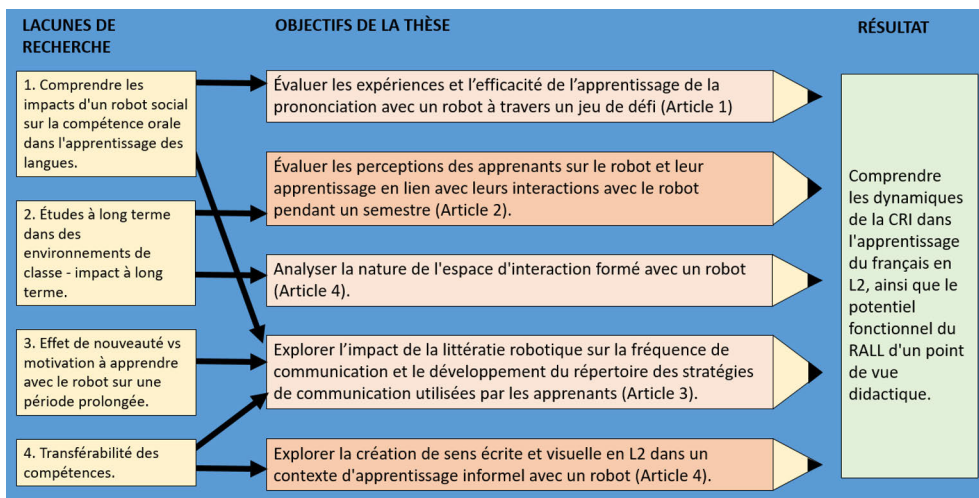 LACUNES DE
RECHERCHE
OBJECTIFS DE LA THÈSE
RÉSULTAT
1. Comprendre les
impacts d'un robot social
sur la compétence orale
dans l'apprentissage des
langues.
2. Études à long terme
dans des
environnements de
classe - impact à long
terme.
3. Effet de nouveauté vs
motivation à apprendre
avec le robot sur une
période prolongée.
4. Transférabilité des
compétences.
Évaluer les expériences et l’efficacité de l’apprentissage de la
prononciation avec un robot à travers un jeu de défi (Article 1)
Évaluer les perceptions des apprenants sur le robot et leur
apprentissage en lien avec leurs interactions avec le robot
pendant un semestre (Article 2).
Analyser la nature de l'espace d'interaction formé avec un robot
(Article 4).
Explorer l’impact de la littératie robotique sur la fréquence de
communication et le développement du répertoire des stratégies
de communication utilisées par les apprenants (Article 3).
Explorer la création de sens écrite et visuelle en L2 dans un
contexte d'apprentissage informel avec un robot (Article 4).
Comprendre
les dynamiques
de la CRI dans
l'apprentissage
du français en
L2, ainsi que le
potentiel
fonctionnel du
RALL d'un point
de vue
didactique.